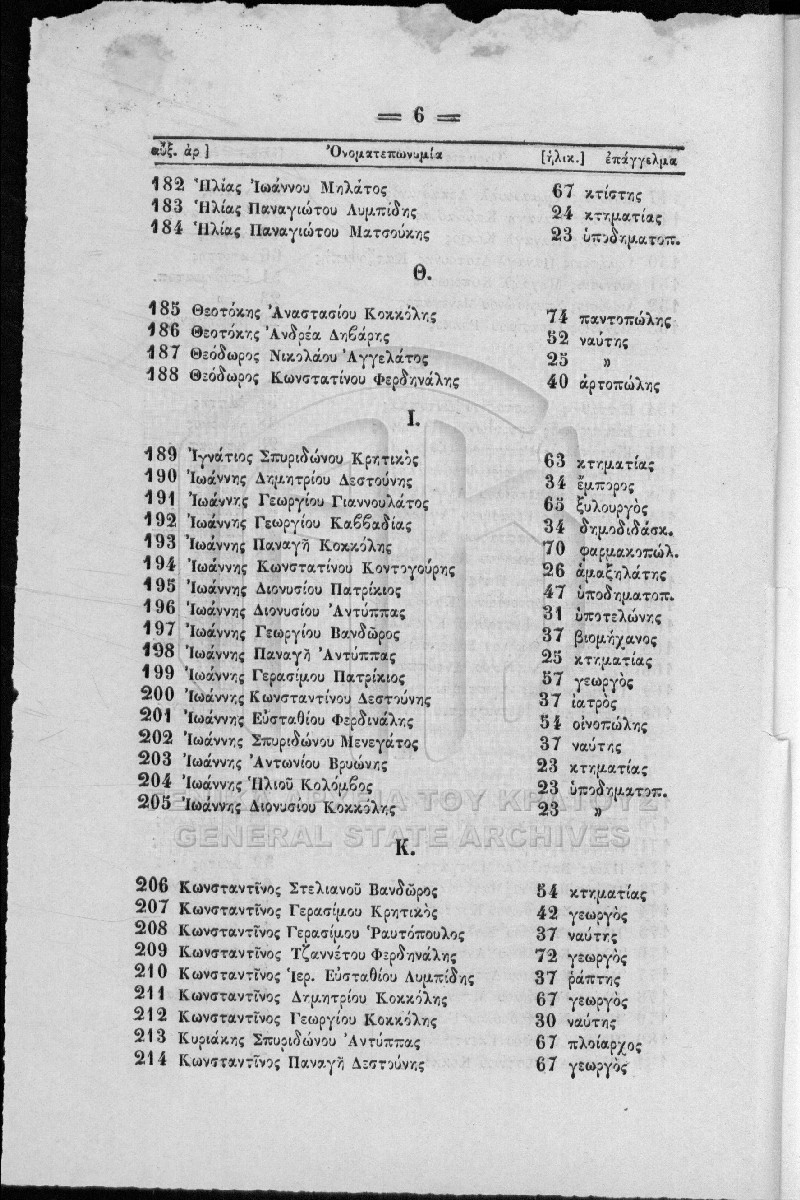 = 6 =
αὔξ. ἀρ ] Ὀνοματεπωνυμία [ἡλικ.] ἐπάγγελμα
182 Ἠλίας Ἰωάννου Μηλάτος 67 κτίστης
183 Ἠλίας Παναγιώτου Λυμπίδης 24 κτηματίας
184 Ἠλίας Παναγιώτου Ματσούκης 23 ὑποδηματοπ.
Θ.
185 Θεοτόκης Ἀναστασίου Κοκκόλης 74 παντοπώλης
186 Θεοτόκης Ἀνδρέα Δηβάρης 52 ναύτης
187 Θεόδωρος Νικολάου Ἀγγελάτος 25 »
188 Θεόδωρος Κωνστατίνου Φερδηνάλης 40 ἀρτοπώλης
Ι.
189 Ἰγνάτιος Σπυριδώνου Κρητικὸς 63 κτηματίας
190 Ἰωάννης Δημητρίου Δεστούνης 34 ἔμπορος
191 Ἰωάννης Γεωργίου Γιαννουλάτος 65 ξυλουργὸς
192 Ἰωάννης Γεωργίου Καββαδίας 34 δημοδιδάσκ.
193 Ἰωάννης Παναγῆ Κοκκόλης 70 φαρμακοπώλ.
194 Ἰωάννης Κωνστατίνου Κοντογούρης 26 ἁμαξηλάτης
195 Ἰωάννης Διονυσίου Πατρίκιος 47 ὑποδηματοπ.
196 Ἰωάννης Διονυσίου Ἀντύππας 31 ὑποτελώνης
197 Ἰωάννης Γεωργίου Βανδῶρος 37 βιομήχανος
198 Ἰωάννης Παναγῆ Ἀντύππας 25 κτηματίας
199 Ἰωάννης Γερασίμου Πατρίκιος 57 γεωργὸς
200 Ἰωάννης Κωνσταντίνου Δεστούνης 37 ἰατρὸς
201 Ἰωάννης Εὐσταθίου Φερδινάλης 54 οἰνοπώλης
202 Ἰωάννης Σπυριδώνου Μενεγάτος 37 ναύτης
203 Ἰωάννης Ἀντωνίου Βρυώνης 23 κτηματίας
204 Ἰωάννης Ἠλιοῦ Κολόμβος 23 ὑποδηματοπ.
205 Ἰωάννης Διονυσίου Κοκκόλης 23 »
ΓΕΝΙΚΑ ΑΡΧΕΙΑ ΤΟΥ ΚΡΑΤΟΥΣ
GENERAL STATE ARCHIVES
Κ.
206 Κωνσταντῖνος Στελιανοῦ Βανδῶρος 54 κτηματίας
207 Κωνσταντῖνος Γερασίμου Κρητικὸς 42 γεωργὸς
208 Κωνσταντῖνος Γερασίμου Ῥαυτόπουλος 37 ναύτης
209 Κωνσταντῖνος Τζαννέτου Φερδηνάλης 72 γεωργὸς
210 Κωνσταντῖνος Ἱερ. Εὐσταθίου Λυμπίδης 37 ῥάπτης
211 Κωνσταντῖνος Δημητρίου Κοκκόλης 67 γεωργὸς
212 Κωνσταντῖνος Γεωργίου Κοκκόλης 30 ναύτης
213 Κυριάκης Σπυριδώνου Ἀντύππας 67 πλοίαρχος
214 Κωνσταντῖνος Παναγῆ Δεστούνης 67 γεωργὸς